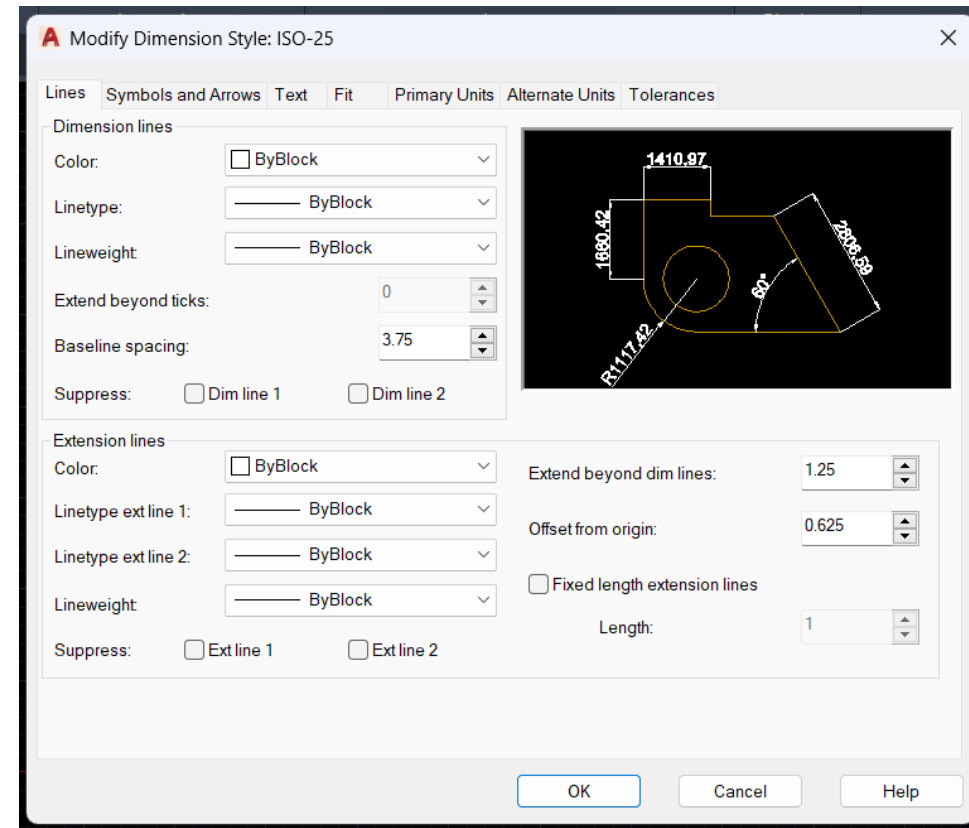 Modify Dimension Style: ISO-25
Lines Symbols and Arrows Text Fit Primary Units Alternate Units Tolerances
Dimension lines
Color: ByBlock
Linetype: ByBlock
Lineweight: ByBlock
Extend beyond ticks: 0
Baseline spacing: 3.75
Suppress: Dim line 1 Dim line 2
1410,97
1660,42
2806,59
60°
R1117,42
Extension lines
Color: ByBlock
Linetype ext line 1: ByBlock
Linetype ext line 2: ByBlock
Lineweight: ByBlock
Suppress: Ext line 1 Ext line 2
Extend beyond dim lines: 1.25
Offset from origin: 0.625
Fixed length extension lines
Length: 1
OK Cancel Help